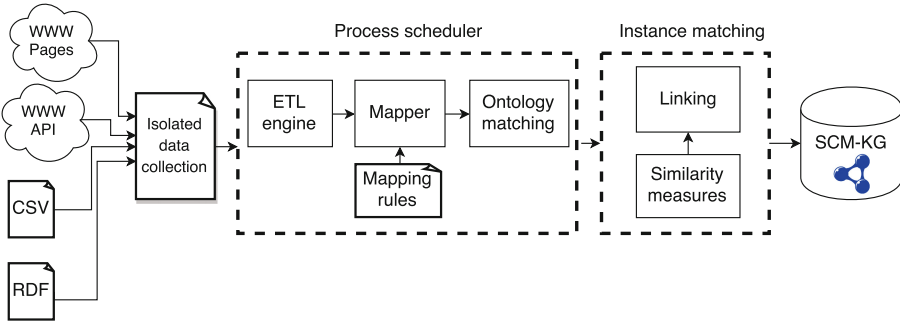 WWW
Pages
WWW
API
CSV
RDF
Isolated
data
collection
Process scheduler
ETL
engine
Mapper
Ontology
matching
Mapping
rules
Instance matching
Linking
Similarity
measures
SCM-KG